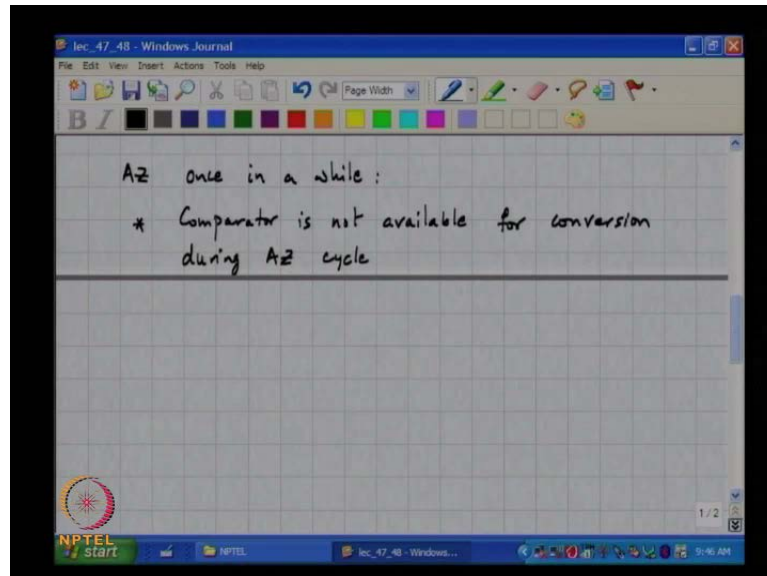 lec_47_48 - Windows Journal
File Edit View Insert Actions Tools Help
Page Width
B I
AZ once in a while :
* Comparator is not available for conversion
during AZ cycle
1/2
NPTEL
start NPTEL lec_47_48 - Windows... 9:46 AM